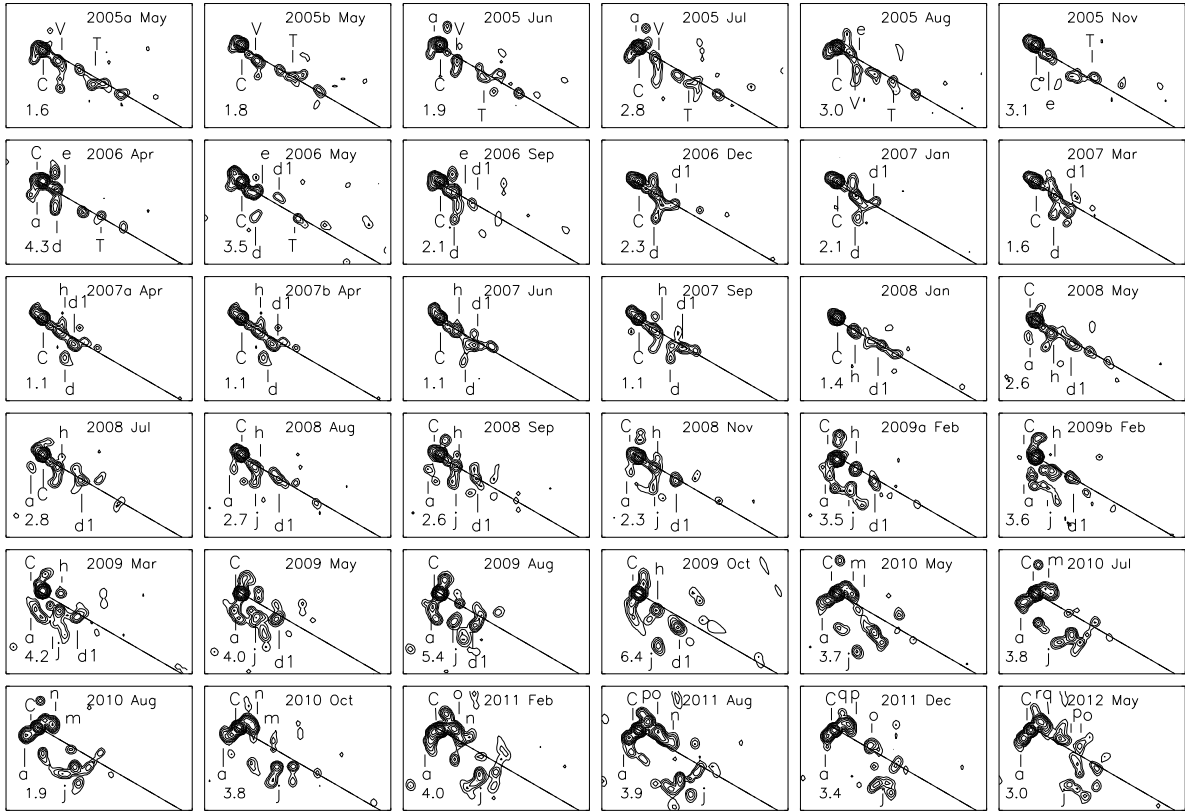 2005a May
V
T
C
1.6
2005b May
V
T
C
1.8
2005 Jun
a
V
C
T
1.9
2005 Jul
a
V
C
T
2.8
2005 Aug
e
C
V
T
3.0
2005 Nov
T
C
e
3.1
2006 Apr
C
e
a
d
T
4.3
2006 May
e
d1
C
d
T
3.5
2006 Sep
e
d1
C
d
2.1
2006 Dec
d1
C
d
2.3
2007 Jan
d1
C
d
2.1
2007 Mar
d1
C
d
1.6
2007a Apr
h
d1
C
d
1.1
2007b Apr
h
d1
C
d
1.1
2007 Jun
h
d1
C
d
1.1
2007 Sep
h
d1
C
d
1.1
2008 Jan
C
h
d1
1.4
2008 May
C
a
h
d1
2.6
2008 Jul
h
a
C
d1
2.8
2008 Aug
C
h
a
j
d1
2.7
2008 Sep
C
h
a
j
d1
2.6
2008 Nov
C
h
a
j
d1
2.3
2009a Feb
C
a
j
d1
3.5
2009b Feb
C
a
j
d1
3.6
2009 Mar
C
h
a
j
d1
4.2
2009 May
C
a
j
d1
4.0
2009 Aug
C
a
j
d1
5.4
2009 Oct
C
h
j
d1
6.4
2010 May
C
m
a
j
3.7
2010 Jul
C
m
a
j
3.8
2010 Aug
C
n
m
a
j
1.9
2010 Oct
C
n
m
a
j
3.8
2011 Feb
C
o
n
a
j
4.0
2011 Aug
C
p
o
n
a
j
3.9
2011 Dec
C
q
p
o
a
j
3.4
2012 May
C
r
q
p
o
a
j
3.0